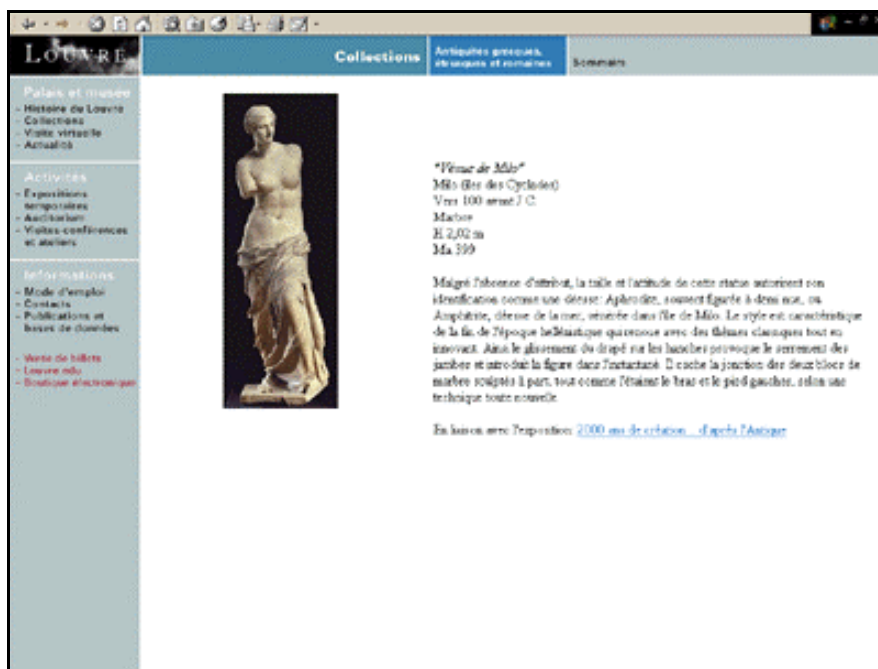 LOUVRE
Collections
Antiquités grecques,
étrusques et romaines
Sommaire
Palais et musée
- Histoire du Louvre
- Collections
- Visite virtuelle
- Actualité
Activités
- Expositions
temporaires
- Auditorium
- Visites-conférences
et ateliers
Informations
- Mode d'emploi
- Contacts
- Publications et
bases de données
- Vente de billets
- Louvre.edu
- Boutique électronique
"Vénus de Milo"
Milo (îles des Cyclades)
Vers 100 avant J C.
Marbre
H 2,02 m
Ma 399
Malgré l'absence d'attribut, la taille et l'attitude de cette statue autorisent son
identification comme une déesse: Aphrodite, souvent figurée à demi nue, ou
Amphitrite, déesse de la mer, vénérée dans l'île de Milo. Le style est caractéristique
de la fin de l'époque hellénistique qui renoue avec des thèmes classiques tout en
innovant. Ainsi le glissement du drapé sur les hanches provoque le serrement des
jambes et introduit la figure dans l'instantané. Il cache la jonction des deux blocs de
marbre sculptés à part, tout comme l'étaient le bras et le pied gauches, selon une
technique toute nouvelle.
En liaison avec l'exposition: 2000 ans de création... d'après l'Antique